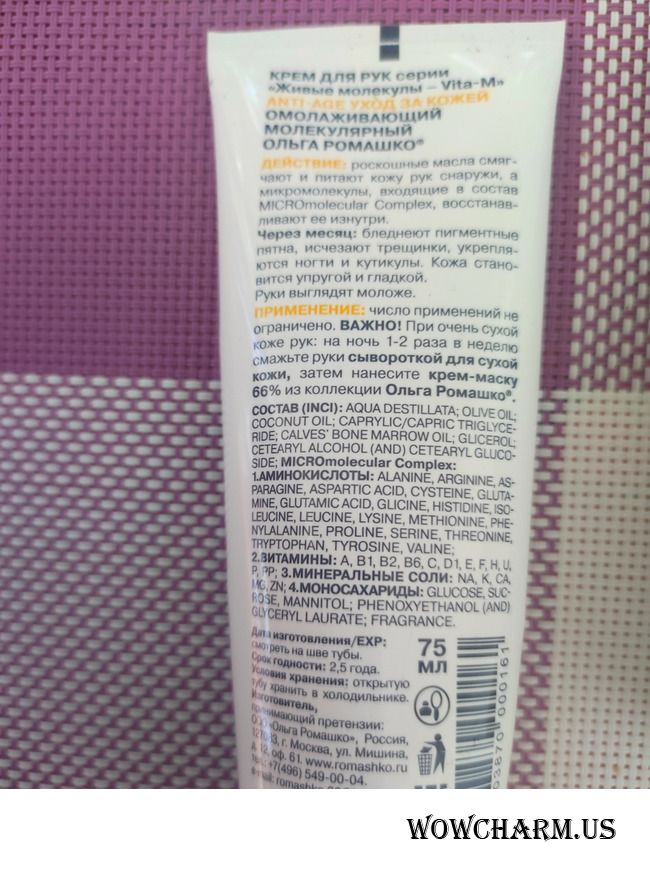 КРЕМ ДЛЯ РУК серии
«Живые молекулы – Vita-M»
ANTI-AGE УХОД ЗА КОЖЕЙ
ОМОЛАЖИВАЮЩИЙ
МОЛЕКУЛЯРНЫЙ
ОЛЬГА РОМАШКО®
ДЕЙСТВИЕ: роскошные масла смяг-
чают и питают кожу рук снаружи, а
микромолекулы, входящие в состав
MICROmolecular Complex, восстанав-
ливают ее изнутри.
Через месяц: бледнеют пигментные
пятна, исчезают трещинки, укрепля-
ются ногти и кутикулы. Кожа стано-
вится упругой и гладкой.
Руки выглядят моложе.
ПРИМЕНЕНИЕ: число применений не
ограничено. ВАЖНО! При очень сухой
коже рук: на ночь 1-2 раза в неделю
смажьте руки сывороткой для сухой
кожи, затем нанесите крем-маску
66% из коллекции Ольга Ромашко®.
СОСТАВ (INCI): AQUA DESTILLATA; OLIVE OIL;
COCONUT OIL; CAPRYLIC/CAPRIC TRIGLYCE-
RIDE; CALVES' BONE MARROW OIL; GLICEROL;
CETEARYL ALCOHOL (AND) CETEARYL GLUCO-
SIDE; MICROmolecular Complex:
1.АМИНОКИСЛОТЫ: ALANINE, ARGININE, AS-
PARAGINE, ASPARTIC ACID, CYSTEINE, GLUTA-
MINE, GLUTAMIC ACID, GLICINE, HISTIDINE, ISO-
LEUCINE, LEUCINE, LYSINE, METHIONINE, PHE-
NYLALANINE, PROLINE, SERINE, THREONINE,
TRYPTOPHAN, TYROSINE, VALINE;
2.ВИТАМИНЫ: A, B1, B2, B6, C, D1, E, F, H, U,
P, PP; 3.МИНЕРАЛЬНЫЕ СОЛИ: NA, K, CA,
MG, ZN; 4.МОНОСАХАРИДЫ: GLUCOSE, SUC-
ROSE, MANNITOL; PHENOXYETHANOL (AND)
GLYCERYL LAURATE; FRAGRANCE.
Дата изготовления/EXP:
смотреть на шве тубы.
Срок годности: 2,5 года.
Условия хранения: открытую
тубу хранить в холодильнике.
Изготовитель,
принимающий претензии:
ООО «Ольга Ромашко», Россия,
127083, г. Москва, ул. Мишина,
д. 12, оф. 61. www.romashko.ru
тел.: +7(496) 549-00-04.
e-mail: romashko
75
МЛ
03870 000161
WOWCHARM.US